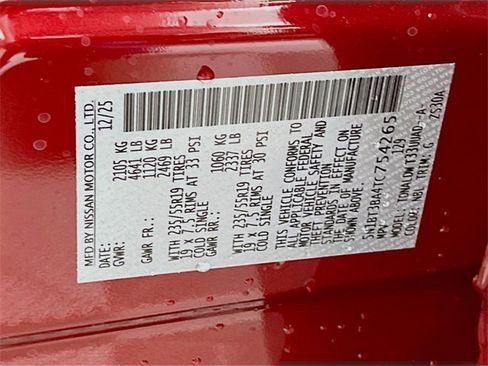 MFD BY NISSAN MOTOR CO., LTD.
DATE: 12/25
GVWR: 2105 KG
4641 LB
GAWR FR.: 1120 KG
2469 LB
WITH 235/55R19 TIRES
19 X 7.5 RIMS AT 33 PSI
COLD SINGLE
GAWR RR.: 1060 KG
2337 LB
WITH 235/55R19 TIRES
19 X 7.5 RIMS AT 30 PSI
COLD SINGLE
THIS VEHICLE CONFORMS TO
ALL APPLICABLE FEDERAL
MOTOR VEHICLE SAFETY AND
THEFT PREVENTION
STANDARDS IN EFFECT ON
THE DATE OF MANUFACTURE
SHOWN ABOVE.
5N1BT3BA4TC754265
MPV 129
COLOR: NBL TRIM: G ZS30A